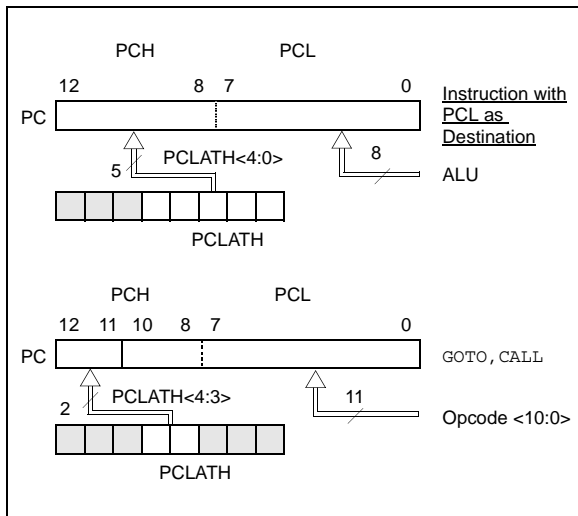 PCH PCL
12 8 7 0
PC
Instruction with
PCL as
Destination
5 PCLATH<4:0> 8
ALU
PCLATH
PCH PCL
12 11 10 8 7 0
PC GOTO, CALL
2 PCLATH<4:3> 11
Opcode <10:0>
PCLATH